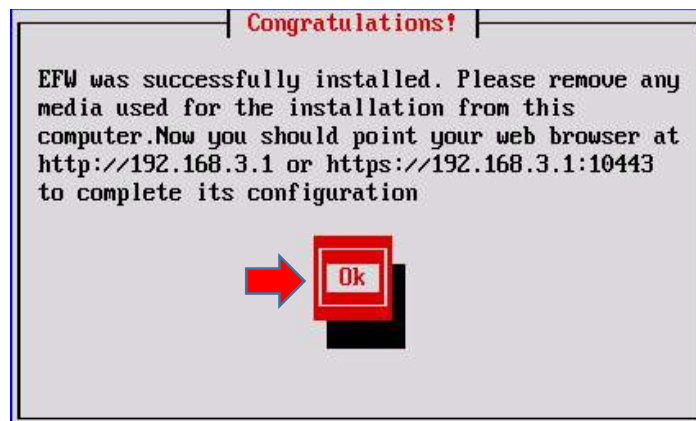 Congratulations!
EFW was successfully installed. Please remove any
media used for the installation from this
computer.Now you should point your web browser at
http://192.168.3.1 or https://192.168.3.1:10443
to complete its configuration
Ok